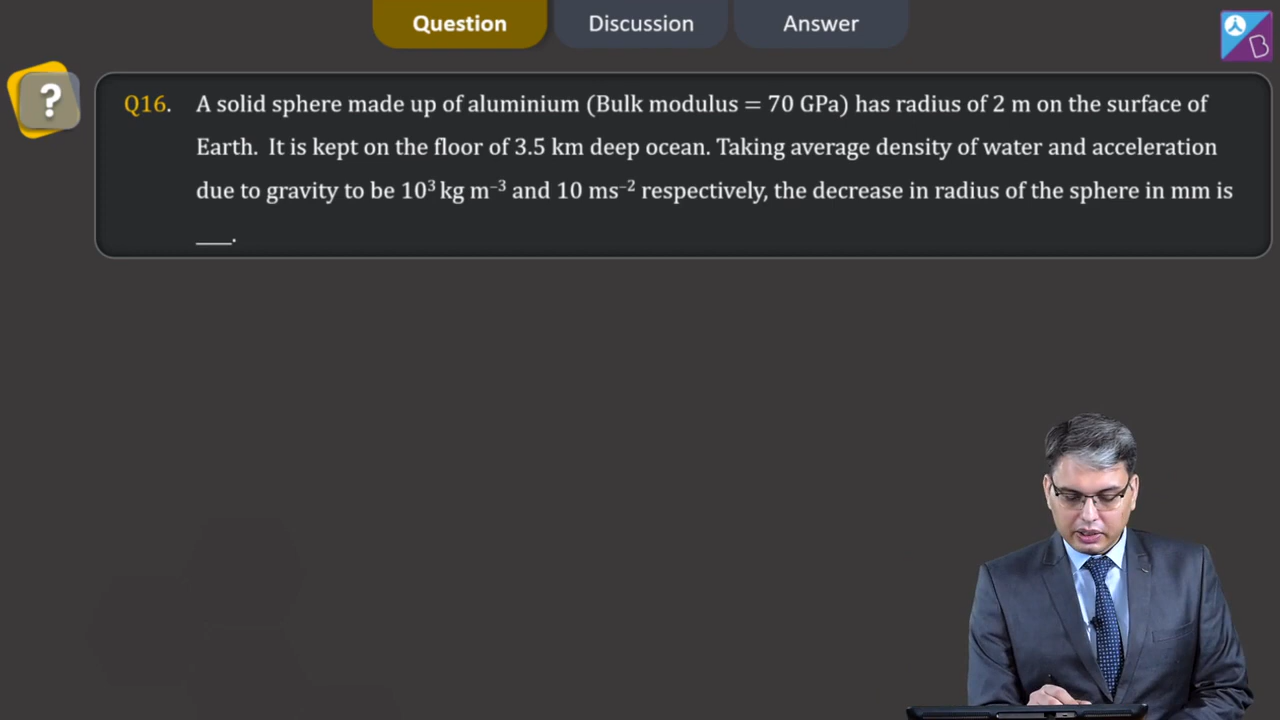 Question Discussion Answer
?
Q16. A solid sphere made up of aluminium (Bulk modulus = 70 GPa) has radius of 2 m on the surface of
Earth. It is kept on the floor of 3.5 km deep ocean. Taking average density of water and acceleration
due to gravity to be 10³ kg m⁻³ and 10 ms⁻² respectively, the decrease in radius of the sphere in mm is
___.
B